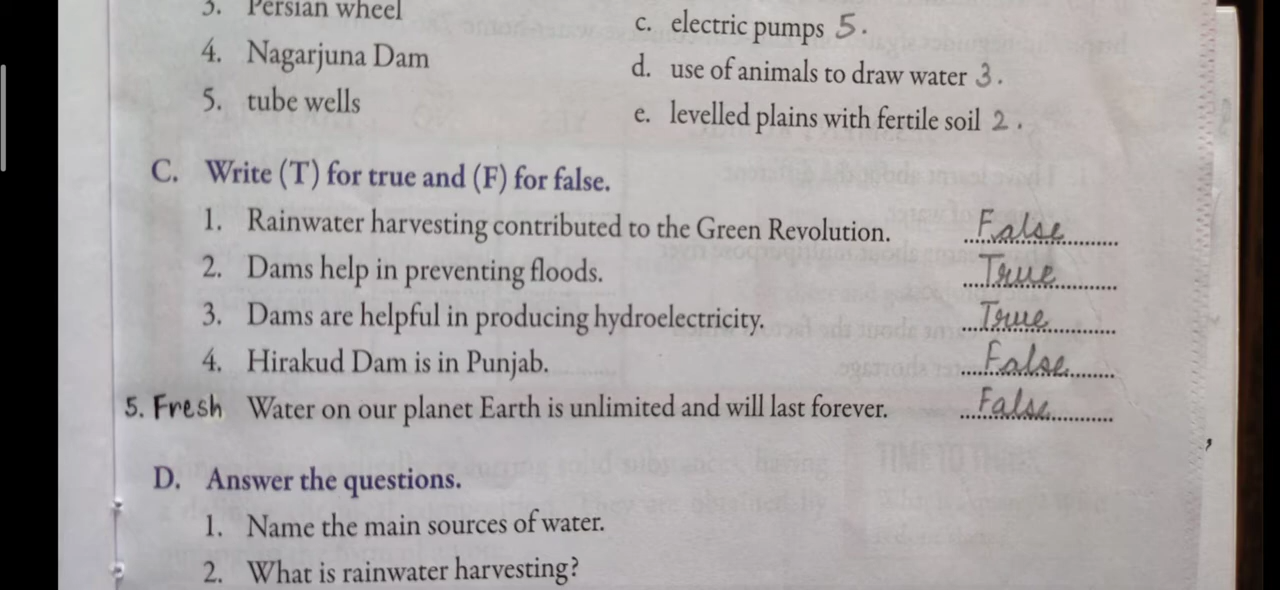 3. Persian wheel
c. electric pumps 5.
4. Nagarjuna Dam
d. use of animals to draw water 3.
5. tube wells
e. levelled plains with fertile soil 2.
C. Write (T) for true and (F) for false.
1. Rainwater harvesting contributed to the Green Revolution. False
2. Dams help in preventing floods. True
3. Dams are helpful in producing hydroelectricity. True
4. Hirakud Dam is in Punjab. False
5. Fresh Water on our planet Earth is unlimited and will last forever. False
D. Answer the questions.
1. Name the main sources of water.
2. What is rainwater harvesting?